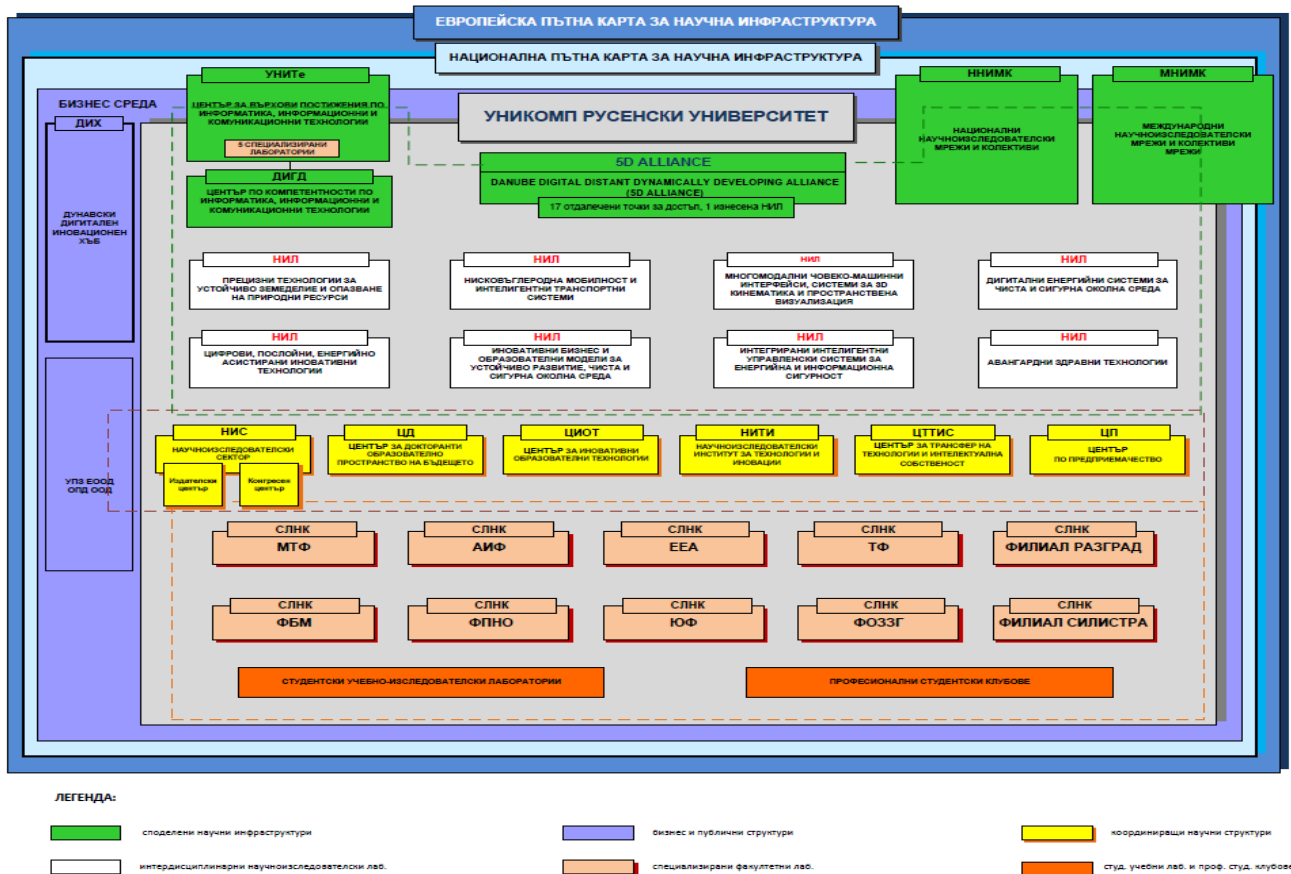 ЕВРОПЕЙСКА ПЪТНА КАРТА ЗА НАУЧНА ИНФРАСТРУКТУРА
НАЦИОНАЛНА ПЪТНА КАРТА ЗА НАУЧНА ИНФРАСТРУКТУРА
БИЗНЕС СРЕДА
ДИХ
ДУНАВСКИ
ДИГИТАЛЕН
ИНОВАЦИОНЕН
ХЪБ
УПЗ ЕООД
ОПД ООД
УНИТе
ЦЕНТЪР ЗА ВЪРХОВИ ПОСТИЖЕНИЯ ПО
ИНФОРМАТИКА, ИНФОРМАЦИОННИ И
КОМУНИКАЦИОННИ ТЕХНОЛОГИИ
5 СПЕЦИАЛИЗИРАНИ
ЛАБОРАТОРИИ
ДИГД
ЦЕНТЪР ПО КОМПЕТЕНТНОСТИ ПО
ИНФОРМАТИКА, ИНФОРМАЦИОННИ И
КОМУНИКАЦИОННИ ТЕХНОЛОГИИ
УНИКОМП РУСЕНСКИ УНИВЕРСИТЕТ
5D ALLIANCE
DANUBE DIGITAL DISTANT DYNAMICALLY DEVELOPING ALLIANCE
(5D ALLIANCE)
17 отдалечени точки за достъп, 1 изнесена НИЛ
ННИМК
НАЦИОНАЛНИ
НАУЧНОИЗСЛЕДОВАТЕЛСКИ
МРЕЖИ И КОЛЕКТИВИ
МНИМК
МЕЖДУНАРОДНИ
НАУЧНОИЗСЛЕДОВАТЕЛСКИ
МРЕЖИ И КОЛЕКТИВИ
МРЕЖИ
НИЛ
ПРЕЦИЗНИ ТЕХНОЛОГИИ ЗА
УСТОЙЧИВО ЗЕМЕДЕЛИЕ И ОПАЗВАНЕ
НА ПРИРОДНИ РЕСУРСИ
НИЛ
НИСКОВЪГЛЕРОДНА МОБИЛНОСТ И
ИНТЕЛИГЕНТНИ ТРАНСПОРТНИ
СИСТЕМИ
НИЛ
МНОГОМОДАЛНИ ЧОВЕКО-МАШИННИ
ИНТЕРФЕЙСИ, СИСТЕМИ ЗА 3D
КИНЕМАТИКА И ПРОСТРАНСТВЕНА
ВИЗУАЛИЗАЦИЯ
НИЛ
ДИГИТАЛНИ ЕНЕРГИЙНИ СИСТЕМИ ЗА
ЧИСТА И СИГУРНА ОКОЛНА СРЕДА
НИЛ
ЦИФРОВИ, ПОСЛОЙНИ, ЕНЕРГИЙНО
АСИСТИРАНИ ИНОВАТИВНИ
ТЕХНОЛОГИИ
НИЛ
ИНОВАТИВНИ БИЗНЕС И
ОБРАЗОВАТЕЛНИ МОДЕЛИ ЗА
УСТОЙЧИВО РАЗВИТИЕ, ЧИСТА И
СИГУРНА ОКОЛНА СРЕДА
НИЛ
ИНТЕГРИРАНИ ИНТЕЛИГЕНТНИ
УПРАВЛЕНСКИ СИСТЕМИ ЗА
ЕНЕРГИЙНА И ИНФОРМАЦИОННА
СИГУРНОСТ
НИЛ
АВАНГАРДНИ ЗДРАВНИ ТЕХНОЛОГИИ
НИС
НАУЧНОИЗСЛЕДОВАТЕЛСКИ
СЕКТОР
Издателски
център
Конгресен
център
ЦД
ЦЕНТЪР ЗА ДОКТОРАНТИ
ОБРАЗОВАТЕЛНО
ПРОСТРАНСТВО НА БЪДЕЩЕТО
ЦИОТ
ЦЕНТЪР ЗА ИНОВАТИВНИ
ОБРАЗОВАТЕЛНИ ТЕХНОЛОГИИ
НИТИ
НАУЧНОИЗСЛЕДОВАТЕЛСКИ
ИНСТИТУТ ЗА ТЕХНОЛОГИИ И
ИНОВАЦИИ
ЦТТИС
ЦЕНТЪР ЗА ТРАНСФЕР НА
ТЕХНОЛОГИИ И ИНТЕЛЕКТУАЛНА
СОБСТВЕНОСТ
ЦП
ЦЕНТЪР
ПО ПРЕДПРИЕМАЧЕСТВО
СЛНК
МТФ
СЛНК
АИФ
СЛНК
ЕЕА
СЛНК
ТФ
СЛНК
ФИЛИАЛ РАЗГРАД
СЛНК
ФБМ
СЛНК
ФПНО
СЛНК
ЮФ
СЛНК
ФОЗЗГ
СЛНК
ФИЛИАЛ СИЛИСТРА
СТУДЕНТСКИ УЧЕБНО-ИЗСЛЕДОВАТЕЛСКИ ЛАБОРАТОРИИ
ПРОФЕСИОНАЛНИ СТУДЕНТСКИ КЛУБОВЕ
ЛЕГЕНДА:
споделени научни инфраструктури
бизнес и публични структури
координиращи научни структури
интердисциплинарни научноизследователски лаб.
специализирани факултетни лаб.
студ. учебни лаб. и проф. студ. клубове